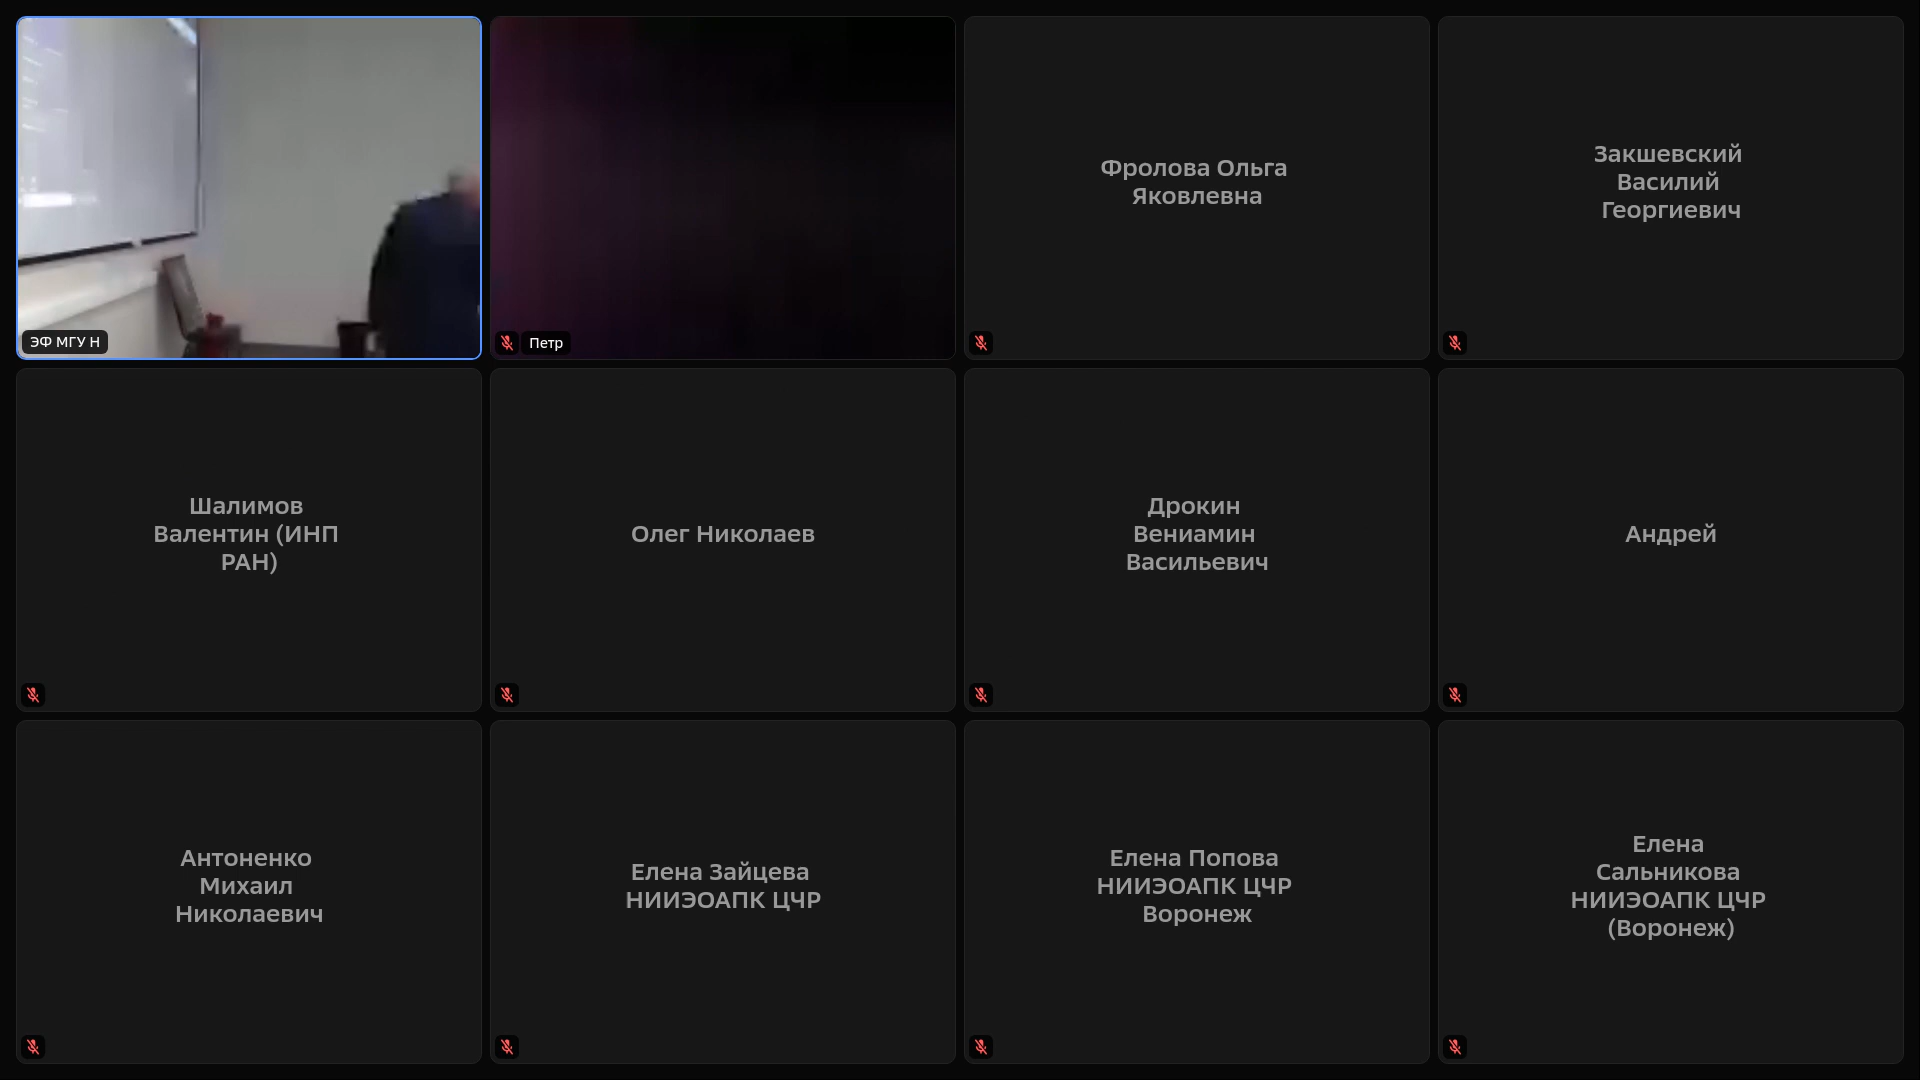 ЭФ МГУ Н
Петр
Фролова Ольга
Яковлевна
Закшевский
Василий
Георгиевич
Шалимов
Валентин (ИНП
РАН)
Олег Николаев
Дрокин
Вениамин
Васильевич
Андрей
Антоненко
Михаил
Николаевич
Елена Зайцева
НИИЭОАПК ЦЧР
Елена Попова
НИИЭОАПК ЦЧР
Воронеж
Елена
Сальникова
НИИЭОАПК ЦЧР
(Воронеж)